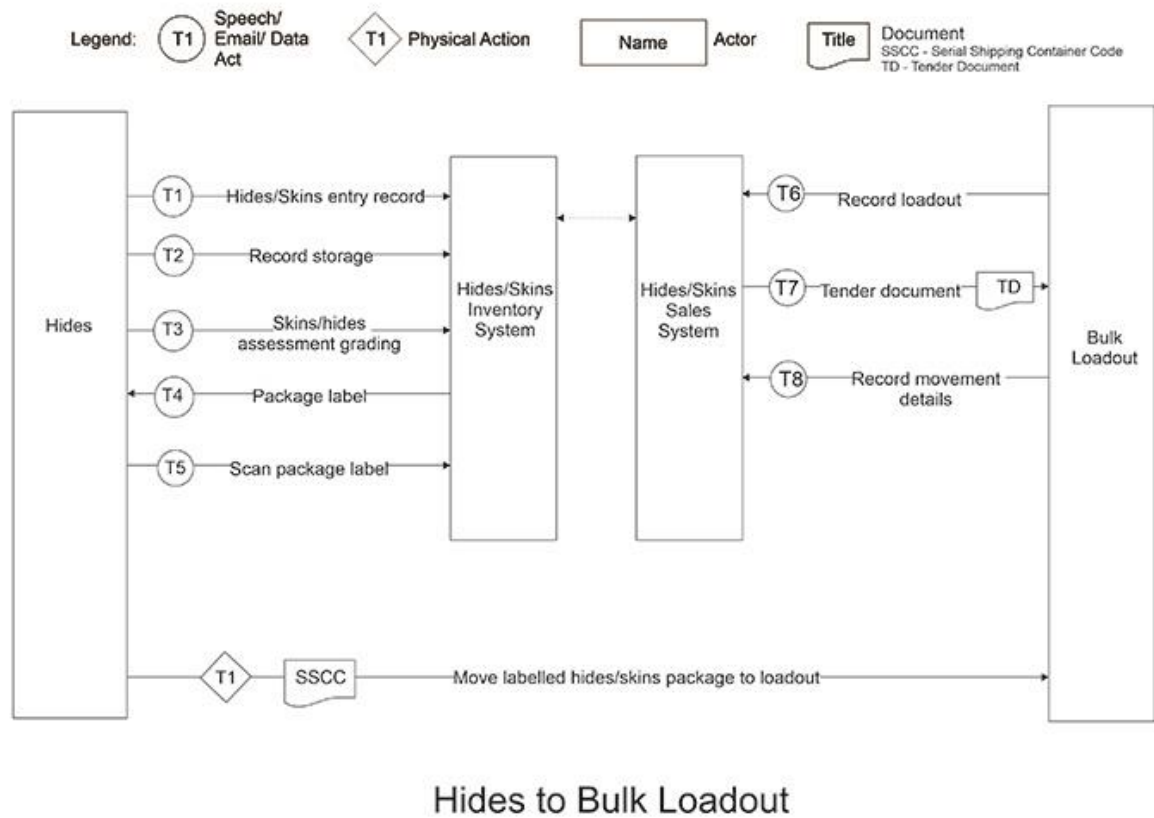 Legend:
T1
Speech/
Email/ Data
Act
T1
Physical Action
Name
Actor
Title
Document
SSCC - Serial Shipping Container Code
TD - Tender Document
Hides
T1
Hides/Skins entry record
T2
Record storage
T3
Skins/hides
assessment grading
T4
Package label
T5
Scan package label
Hides/Skins
Inventory
System
Hides/Skins
Sales
System
T6
Record loadout
T7
Tender document
TD
T8
Record movement
details
Bulk
Loadout
T1
SSCC
Move labelled hides/skins package to loadout
Hides to Bulk Loadout